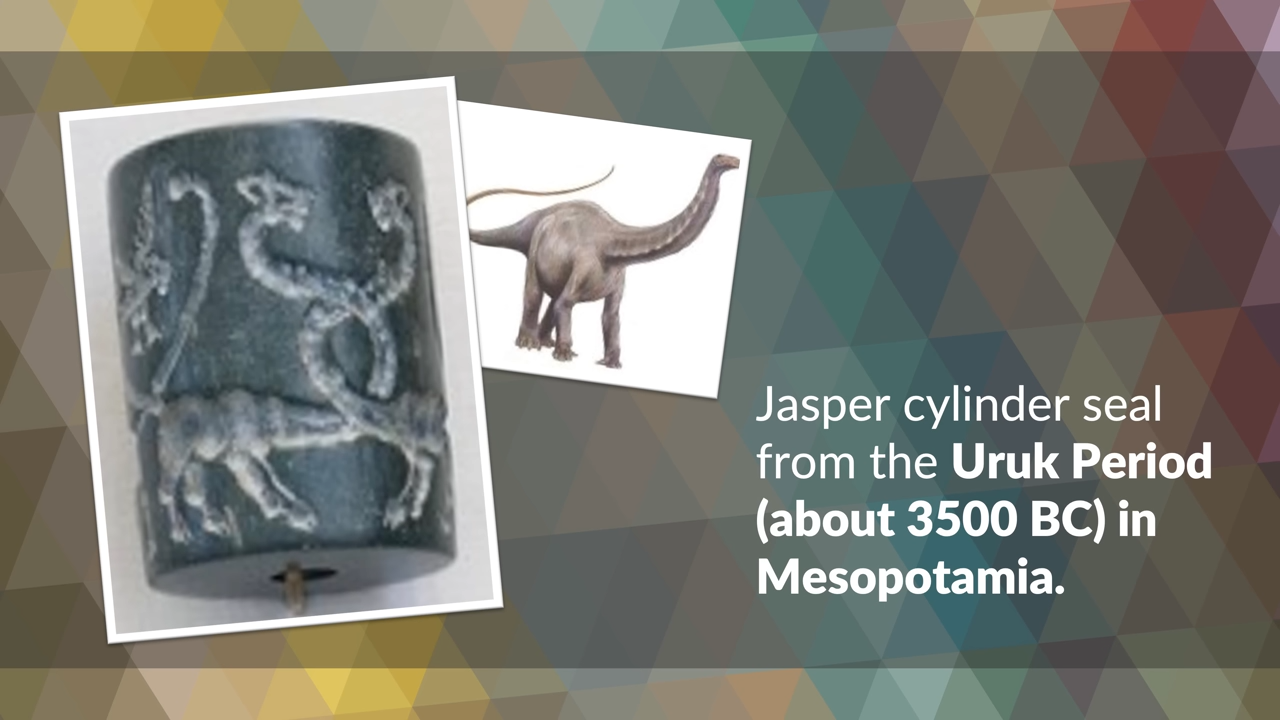 Jasper cylinder seal
from the Uruk Period
(about 3500 BC) in
Mesopotamia.